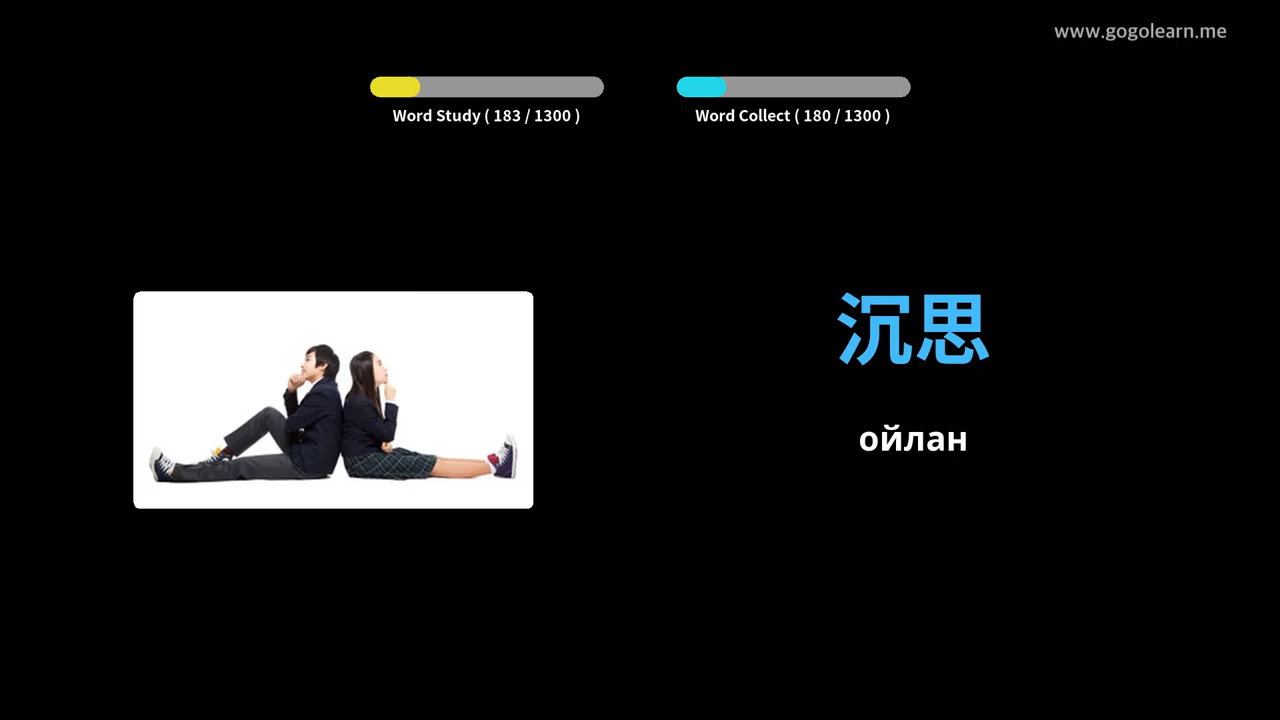 www.gogolearn.me
Word Study ( 183 / 1300 )
Word Collect ( 180 / 1300 )
沉思
ойлан